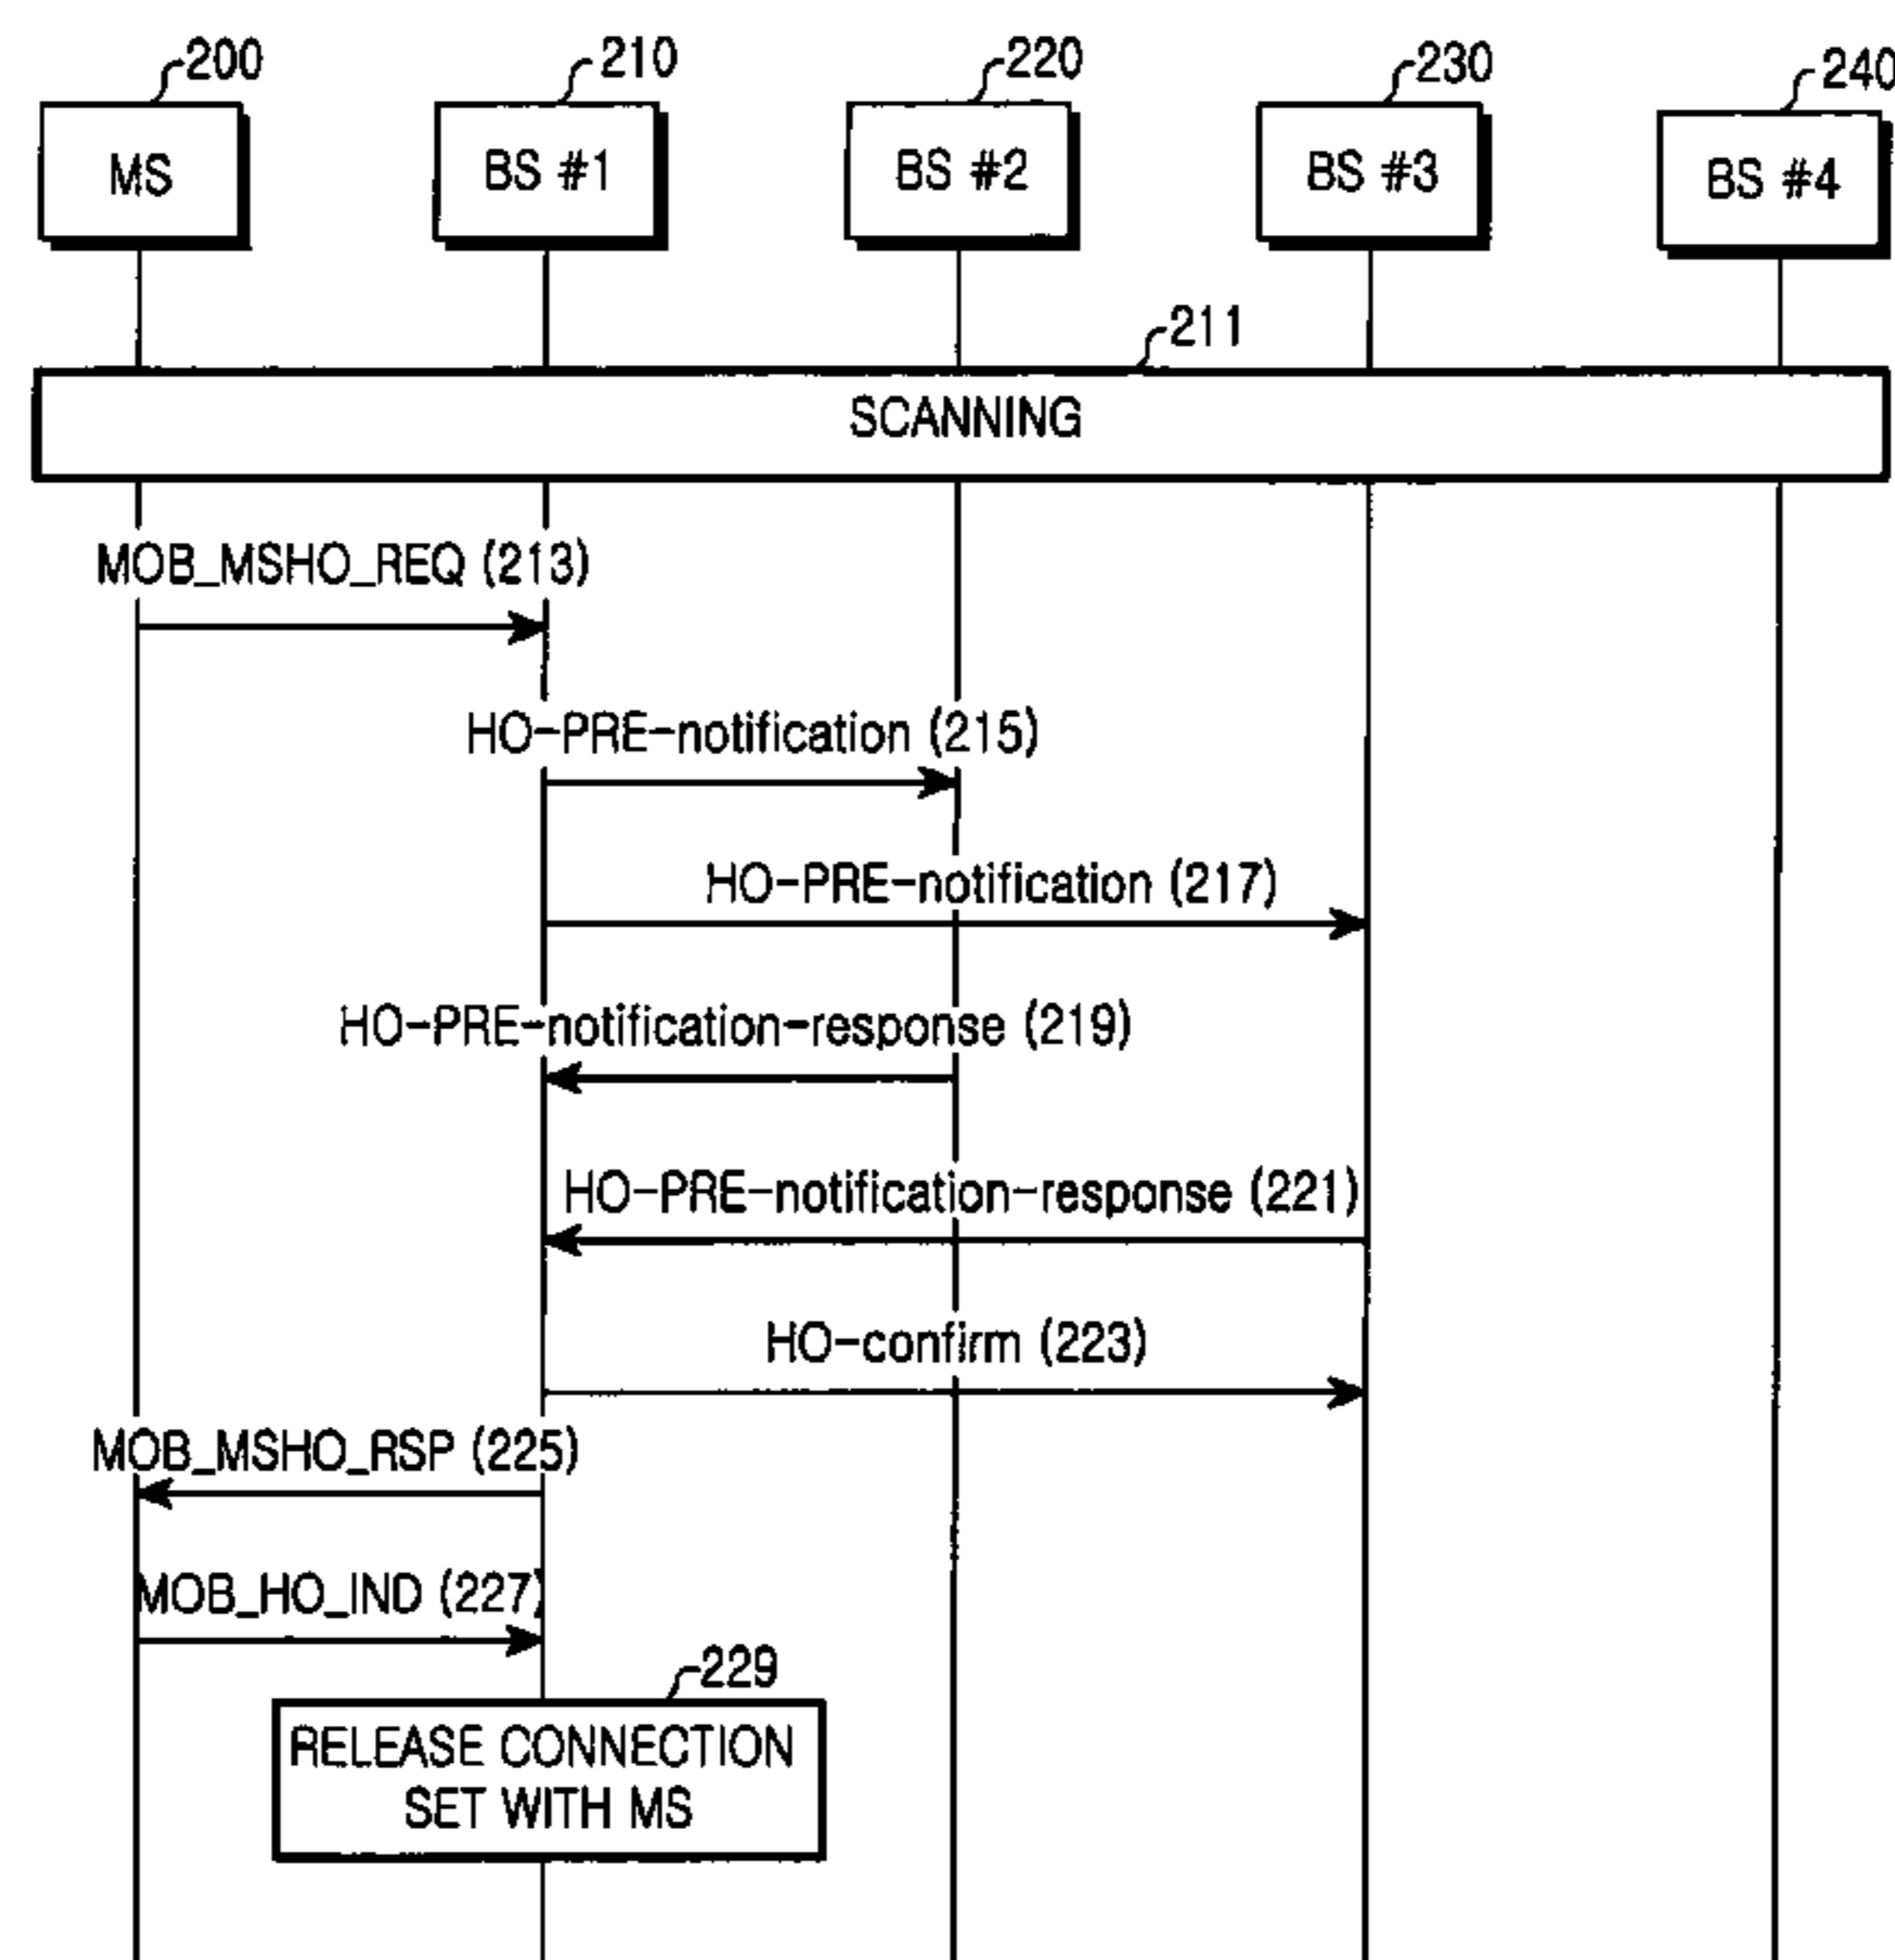 200
210
220
230
240
MS
BS #1
BS #2
BS #3
BS #4
211
SCANNING
MOB_MSHO_REQ (213)
HO-PRE-notification (215)
HO-PRE-notification (217)
HO-PRE-notification-response (219)
HO-PRE-notification-response (221)
HO-confirm (223)
MOB_MSHO_RSP (225)
MOB_HO_IND (227)
229
RELEASE CONNECTION
SET WITH MS